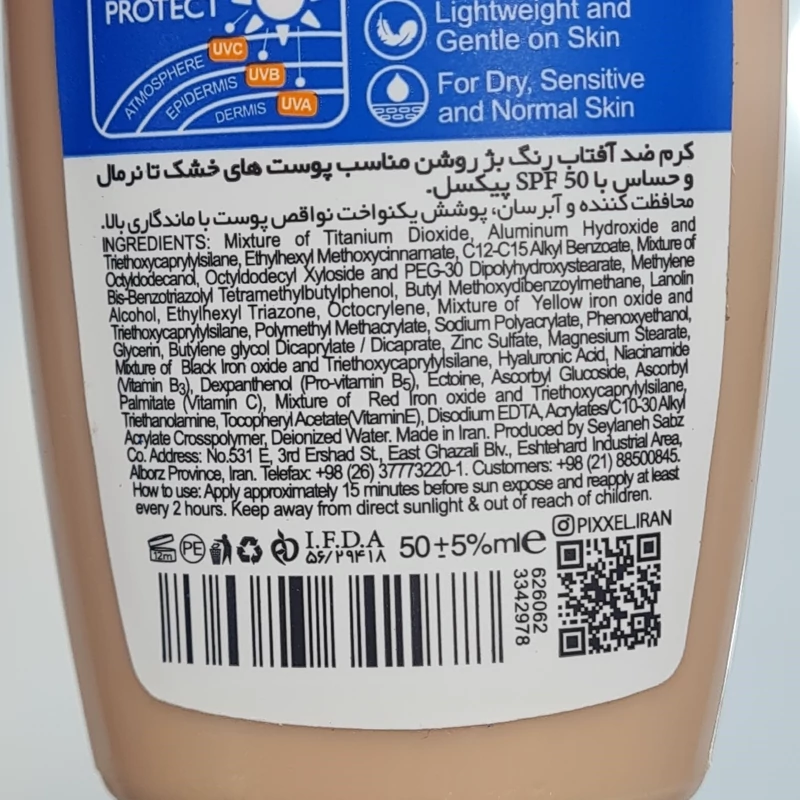 PROTECT
UVC
ATMOSPHERE
UVB
EPIDERMIS
UVA
DERMIS
Lightweight and
Gentle on Skin
For Dry, Sensitive
and Normal Skin
کرم ضد آفتاب رنگ بژ روشن مناسب پوست های خشک تا نرمال
و حساس با SPF 50 پیکسل.
محافظت کننده و آبرسان، پوشش یکنواخت نواقص پوست با ماندگاری بالا.
INGREDIENTS: Mixture of Titanium Dioxide, Aluminum Hydroxide and
Triethoxycaprylylsilane, Ethylhexyl Methoxycinnamate, C12-C15 Alkyl Benzoate, Mixture of
Octyldodecanol, Octyldodecyl Xyloside and PEG-30 Dipolyhydroxystearate, Methylene
Bis-Benzotriazolyl Tetramethylbutylphenol, Butyl Methoxydibenzoylmethane, Lanolin
Alcohol, Ethylhexyl Triazone, Octocrylene, Mixture of Yellow iron oxide and
Triethoxycaprylylsilane, Polymethyl Methacrylate, Sodium Polyacrylate, Phenoxyethanol,
Glycerin, Butylene glycol Dicaprylate / Dicaprate, Zinc Sulfate, Magnesium Stearate,
Mixture of Black Iron oxide and Triethoxycaprylylsilane, Hyaluronic Acid, Niacinamide
(Vitamin B3), Dexpanthenol (Pro-vitamin B5), Ectoine, Ascorbyl Glucoside, Ascorbyl
Palmitate (Vitamin C), Mixture of Red Iron oxide and Triethoxycaprylylsilane,
Triethanolamine, Tocopheryl Acetate(VitaminE), Disodium EDTA, Acrylates/C10-30 Alkyl
Acrylate Crosspolymer, Deionized Water. Made in Iran. Produced by Seylaneh Sabz
Co. Address: No.531 E, 3rd Ershad St., East Ghazali Blv., Eshtehard Industrial Area,
Alborz Province, Iran. Telefax: +98 (26) 37773220-1. Customers: +98 (21) 88500845.
How to use: Apply approximately 15 minutes before sun expose and reapply at least
every 2 hours. Keep away from direct sunlight & out of reach of children.
PIXXEL.IRAN
12m
PE
I.F.D.A
۵۶/۲۹۴۱۸
50±5%ml℮
626062
3342978